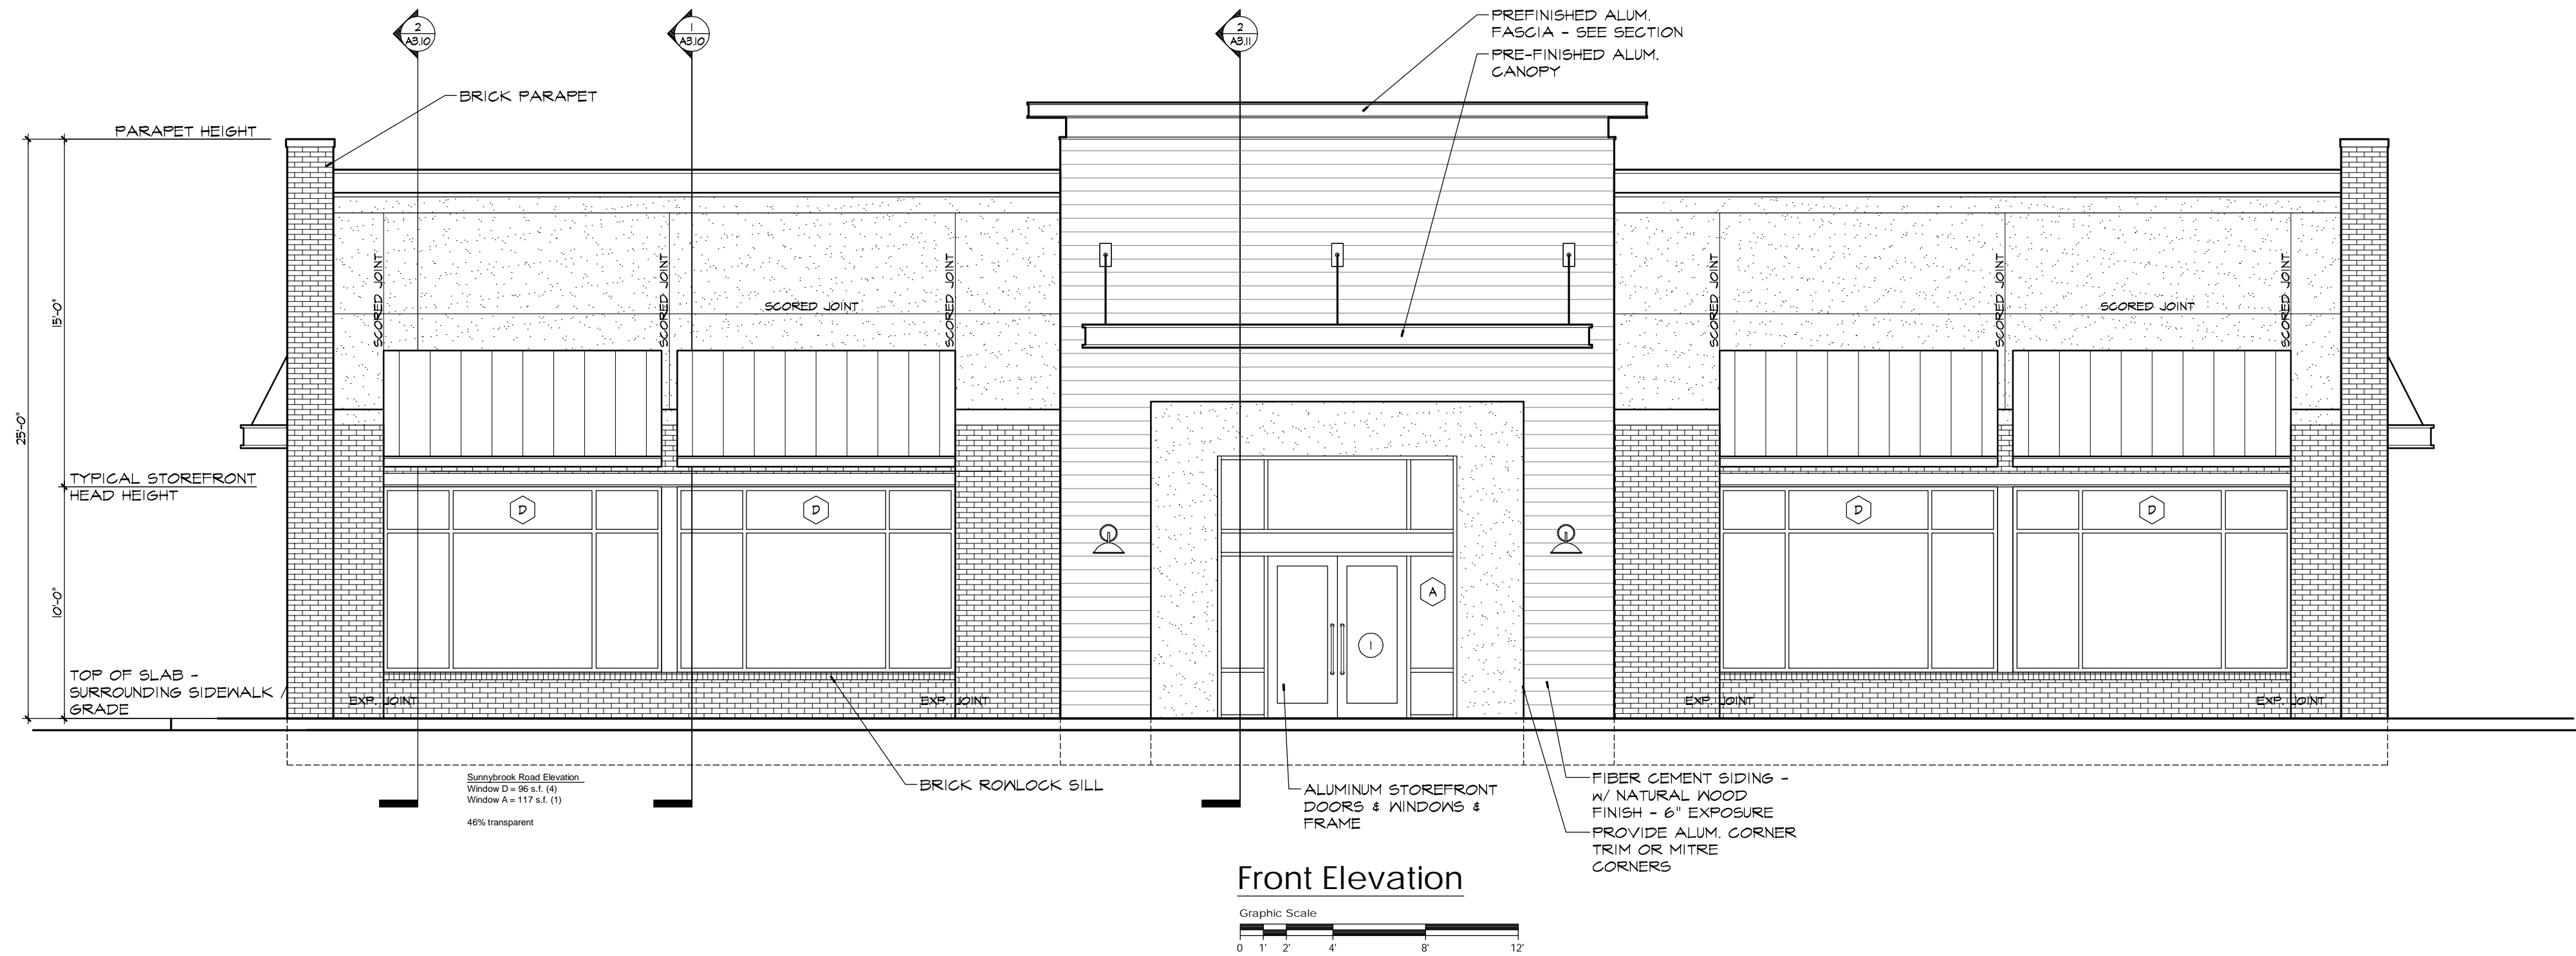 2
A3.10
1
A3.10
2
A3.11
PREFINISHED ALUM.
FASCIA - SEE SECTION
PRE-FINISHED ALUM.
CANOPY
BRICK PARAPET
PARAPET HEIGHT
SCORED JOINT
SCORED JOINT
SCORED JOINT
SCORED JOINT
SCORED JOINT
SCORED JOINT
SCORED JOINT
SCORED JOINT
15'-0"
25'-0"
TYPICAL STOREFRONT
HEAD HEIGHT
D
D
D
D
10'-0"
A
1
TOP OF SLAB -
SURROUNDING SIDEWALK /
GRADE
EXP. JOINT
EXP. JOINT
EXP. JOINT
EXP. JOINT
Sunnybrook Road Elevation
Window D = 96 s.f. (4)
Window A = 117 s.f. (1)
46% transparent
BRICK ROWLOCK SILL
ALUMINUM STOREFRONT
DOORS & WINDOWS &
FRAME
FIBER CEMENT SIDING -
W/ NATURAL WOOD
FINISH - 6" EXPOSURE
PROVIDE ALUM. CORNER
TRIM OR MITRE
CORNERS
Front Elevation
Graphic Scale
0 1' 2' 4' 8' 12'